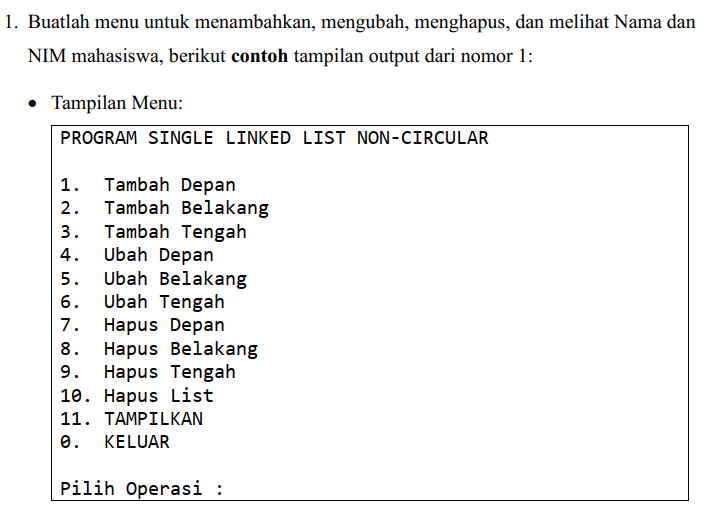 1. Buatlah menu untuk menambahkan, mengubah, menghapus, dan melihat Nama dan
NIM mahasiswa, berikut contoh tampilan output dari nomor 1:
• Tampilan Menu:
PROGRAM SINGLE LINKED LIST NON-CIRCULAR
1. Tambah Depan
2. Tambah Belakang
3. Tambah Tengah
4. Ubah Depan
5. Ubah Belakang
6. Ubah Tengah
7. Hapus Depan
8. Hapus Belakang
9. Hapus Tengah
10. Hapus List
11. TAMPILKAN
0. KELUAR
Pilih Operasi :